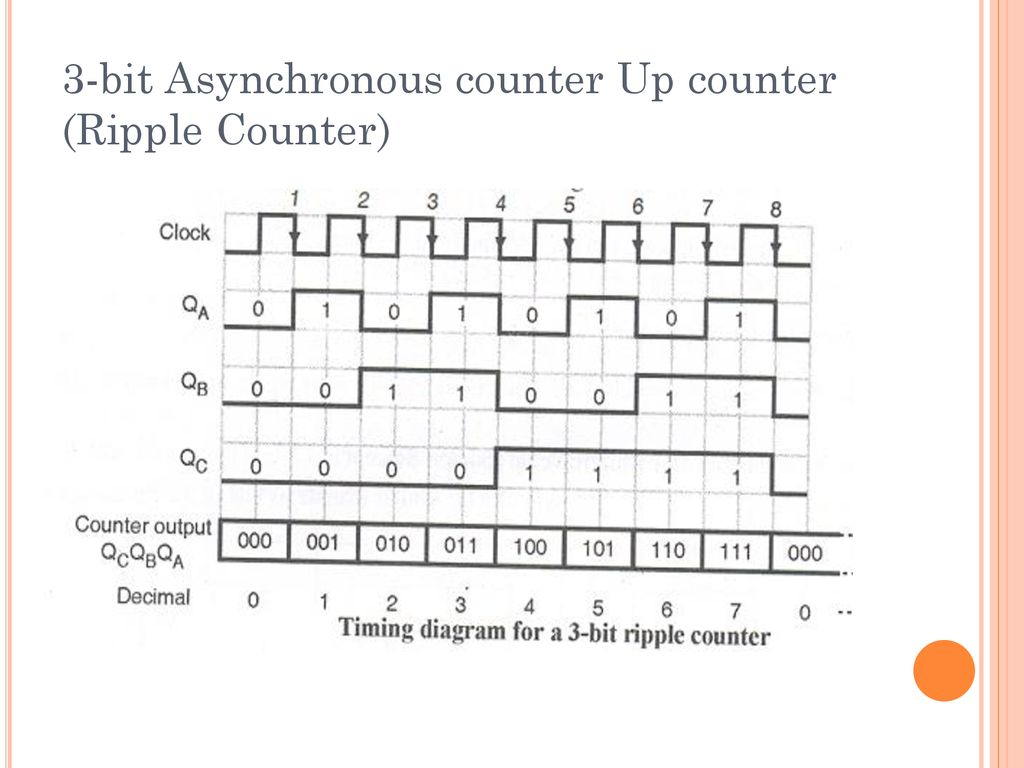 3-bit Asynchronous counter Up counter
(Ripple Counter)
1 2 3 4 5 6 7 8
Clock
QA 0 1 0 1 0 1 0 1
QB 0 0 1 1 0 0 1 1
QC 0 0 0 0 1 1 1 1
Counter output
QCQBQA 000 001 010 011 100 101 110 111 000
Decimal 0 1 2 3 4 5 6 7 0
Timing diagram for a 3-bit ripple counter